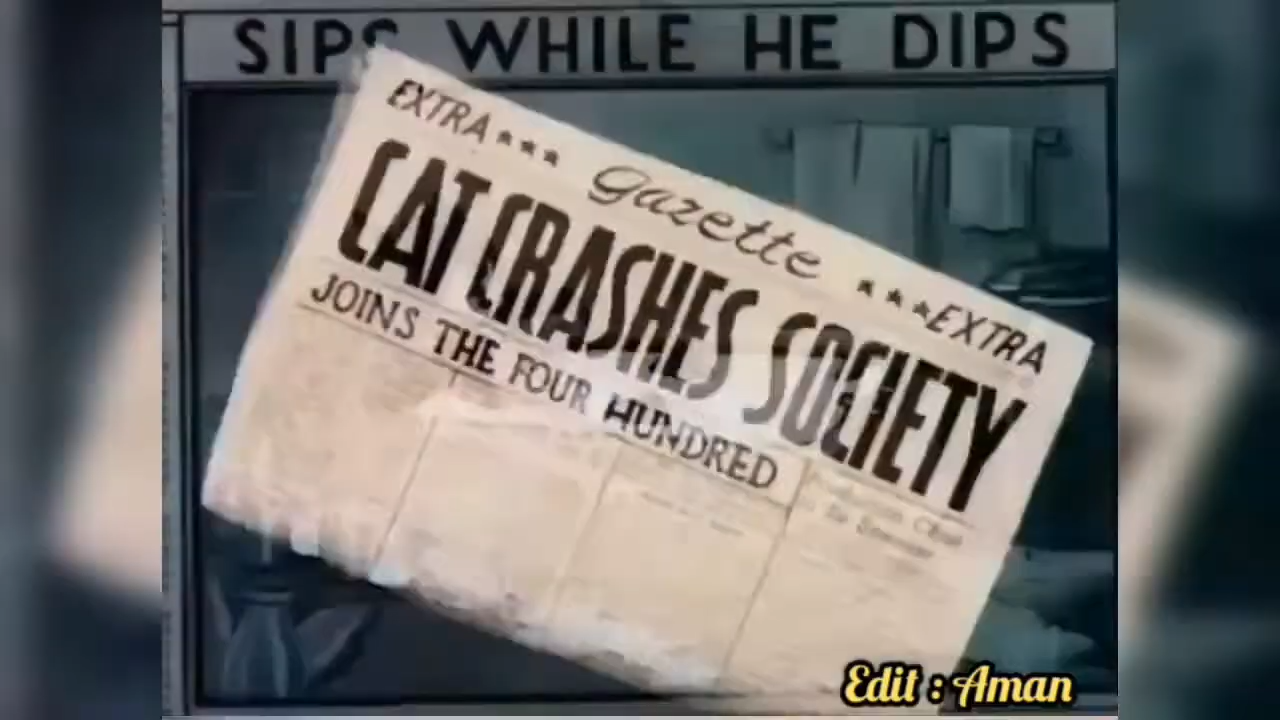 SIPS WHILE HE DIPS
EXTRA ★★★ gazette ★★★ EXTRA
CAT CRASHES SOCIETY
JOINS THE FOUR HUNDRED
Edit : Aman